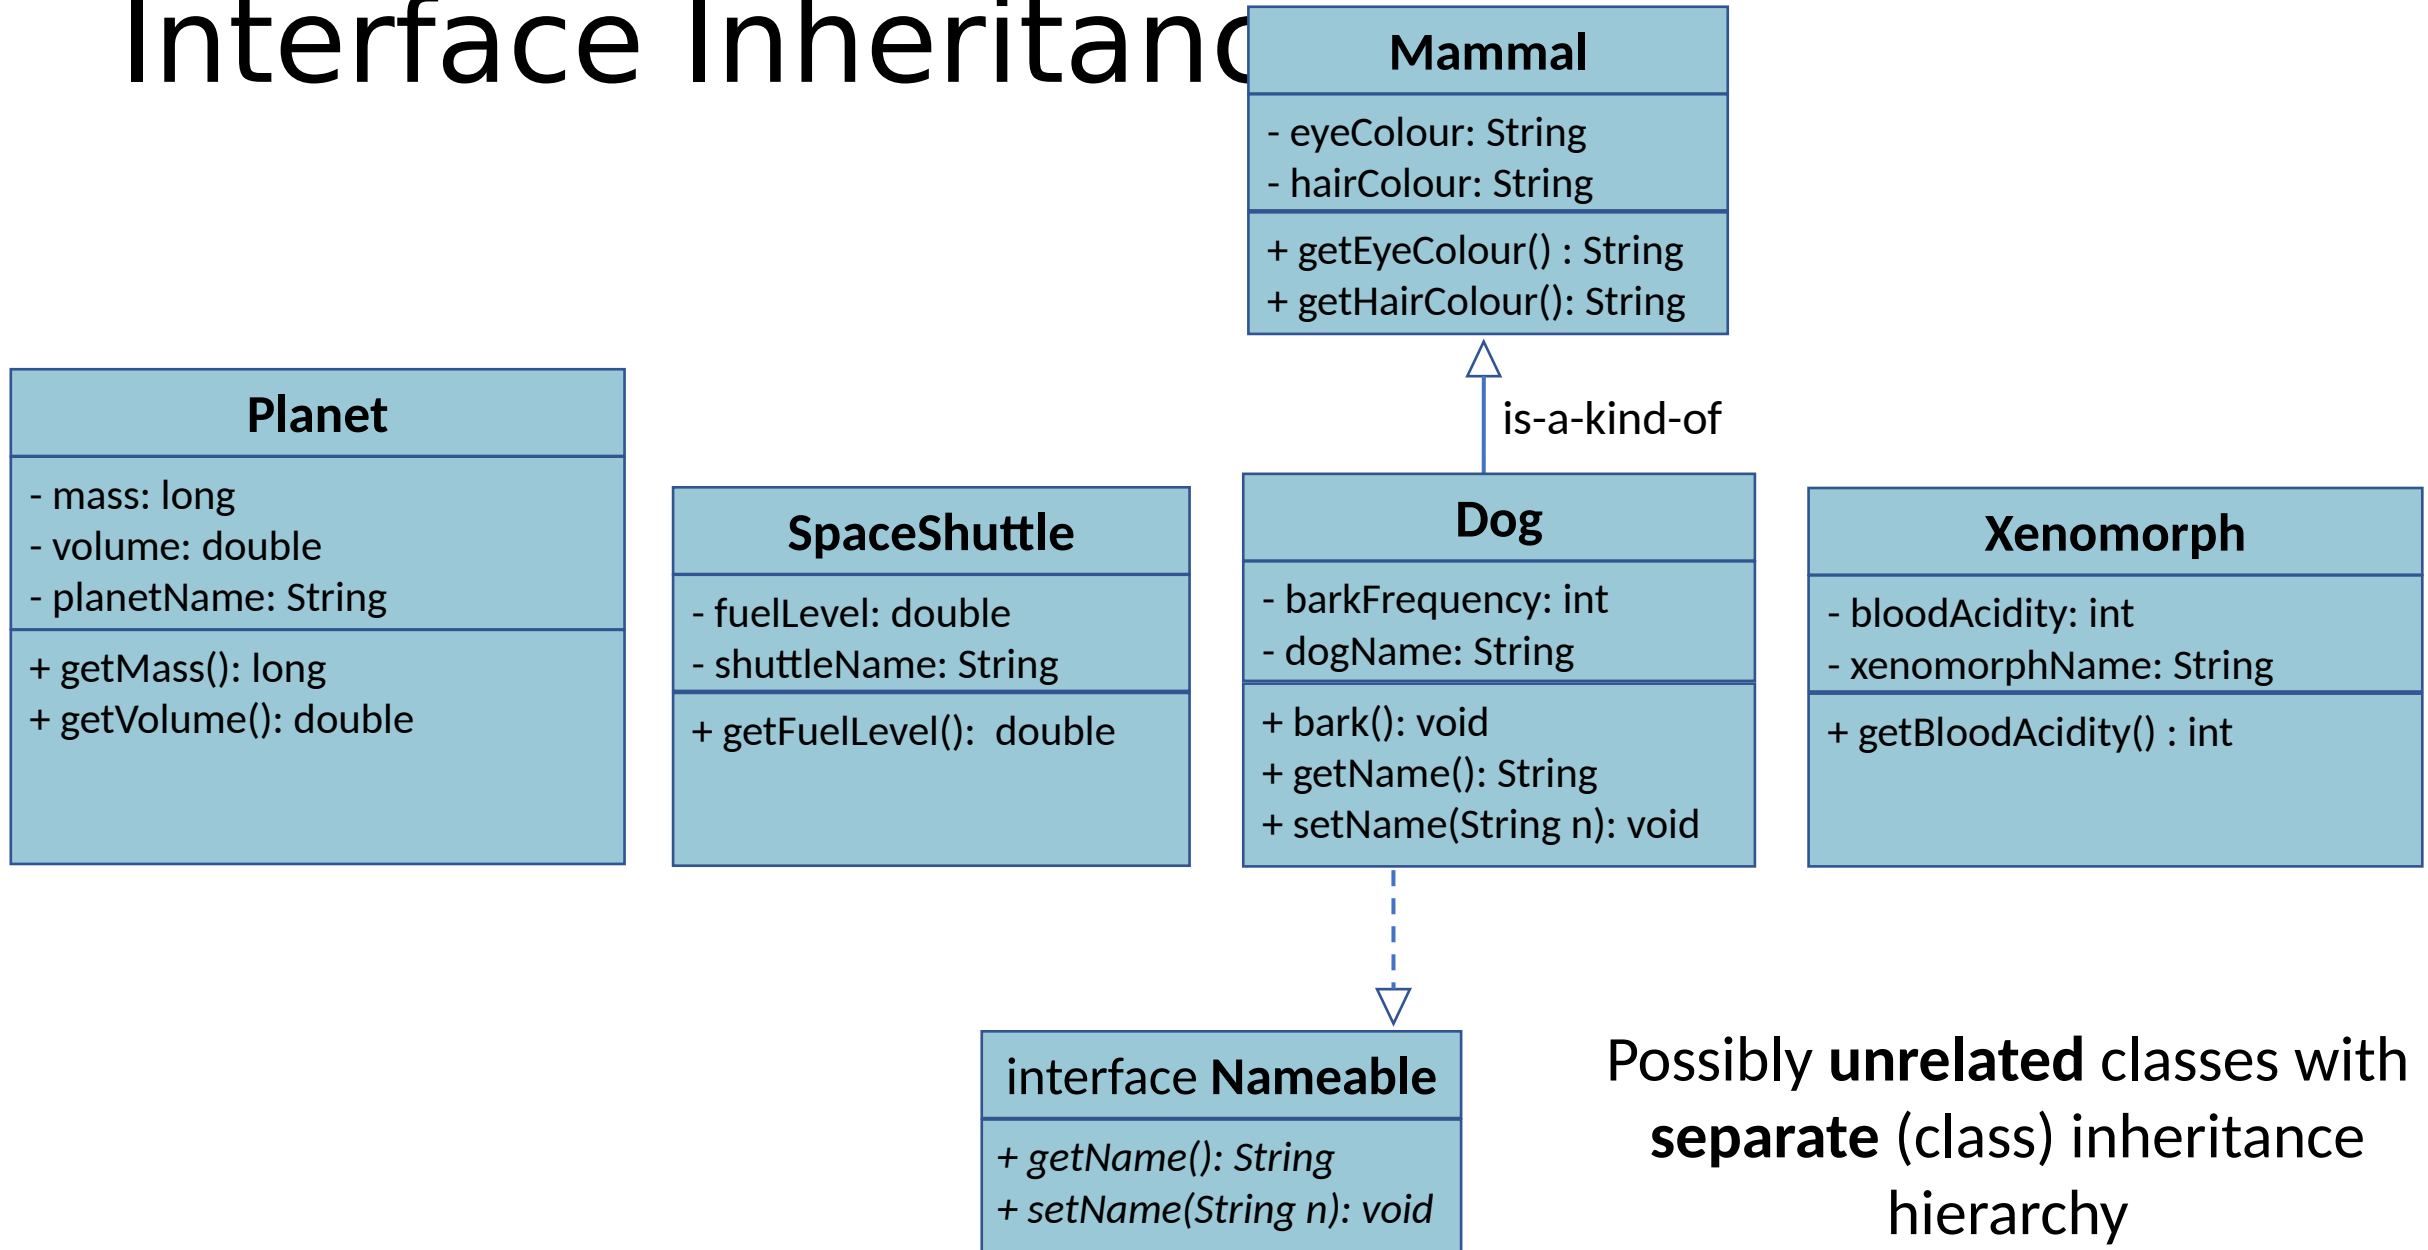 Interface Inheritanc
Mammal
- eyeColour: String
- hairColour: String
+ getEyeColour() : String
+ getHairColour(): String
is-a-kind-of
Planet
- mass: long
- volume: double
- planetName: String
+ getMass(): long
+ getVolume(): double
SpaceShuttle
- fuelLevel: double
- shuttleName: String
+ getFuelLevel():  double
Dog
- barkFrequency: int
- dogName: String
+ bark(): void
+ getName(): String
+ setName(String n): void
Xenomorph
- bloodAcidity: int
- xenomorphName: String
+ getBloodAcidity() : int
interface Nameable
+ getName(): String
+ setName(String n): void
Possibly unrelated classes with
separate (class) inheritance
hierarchy